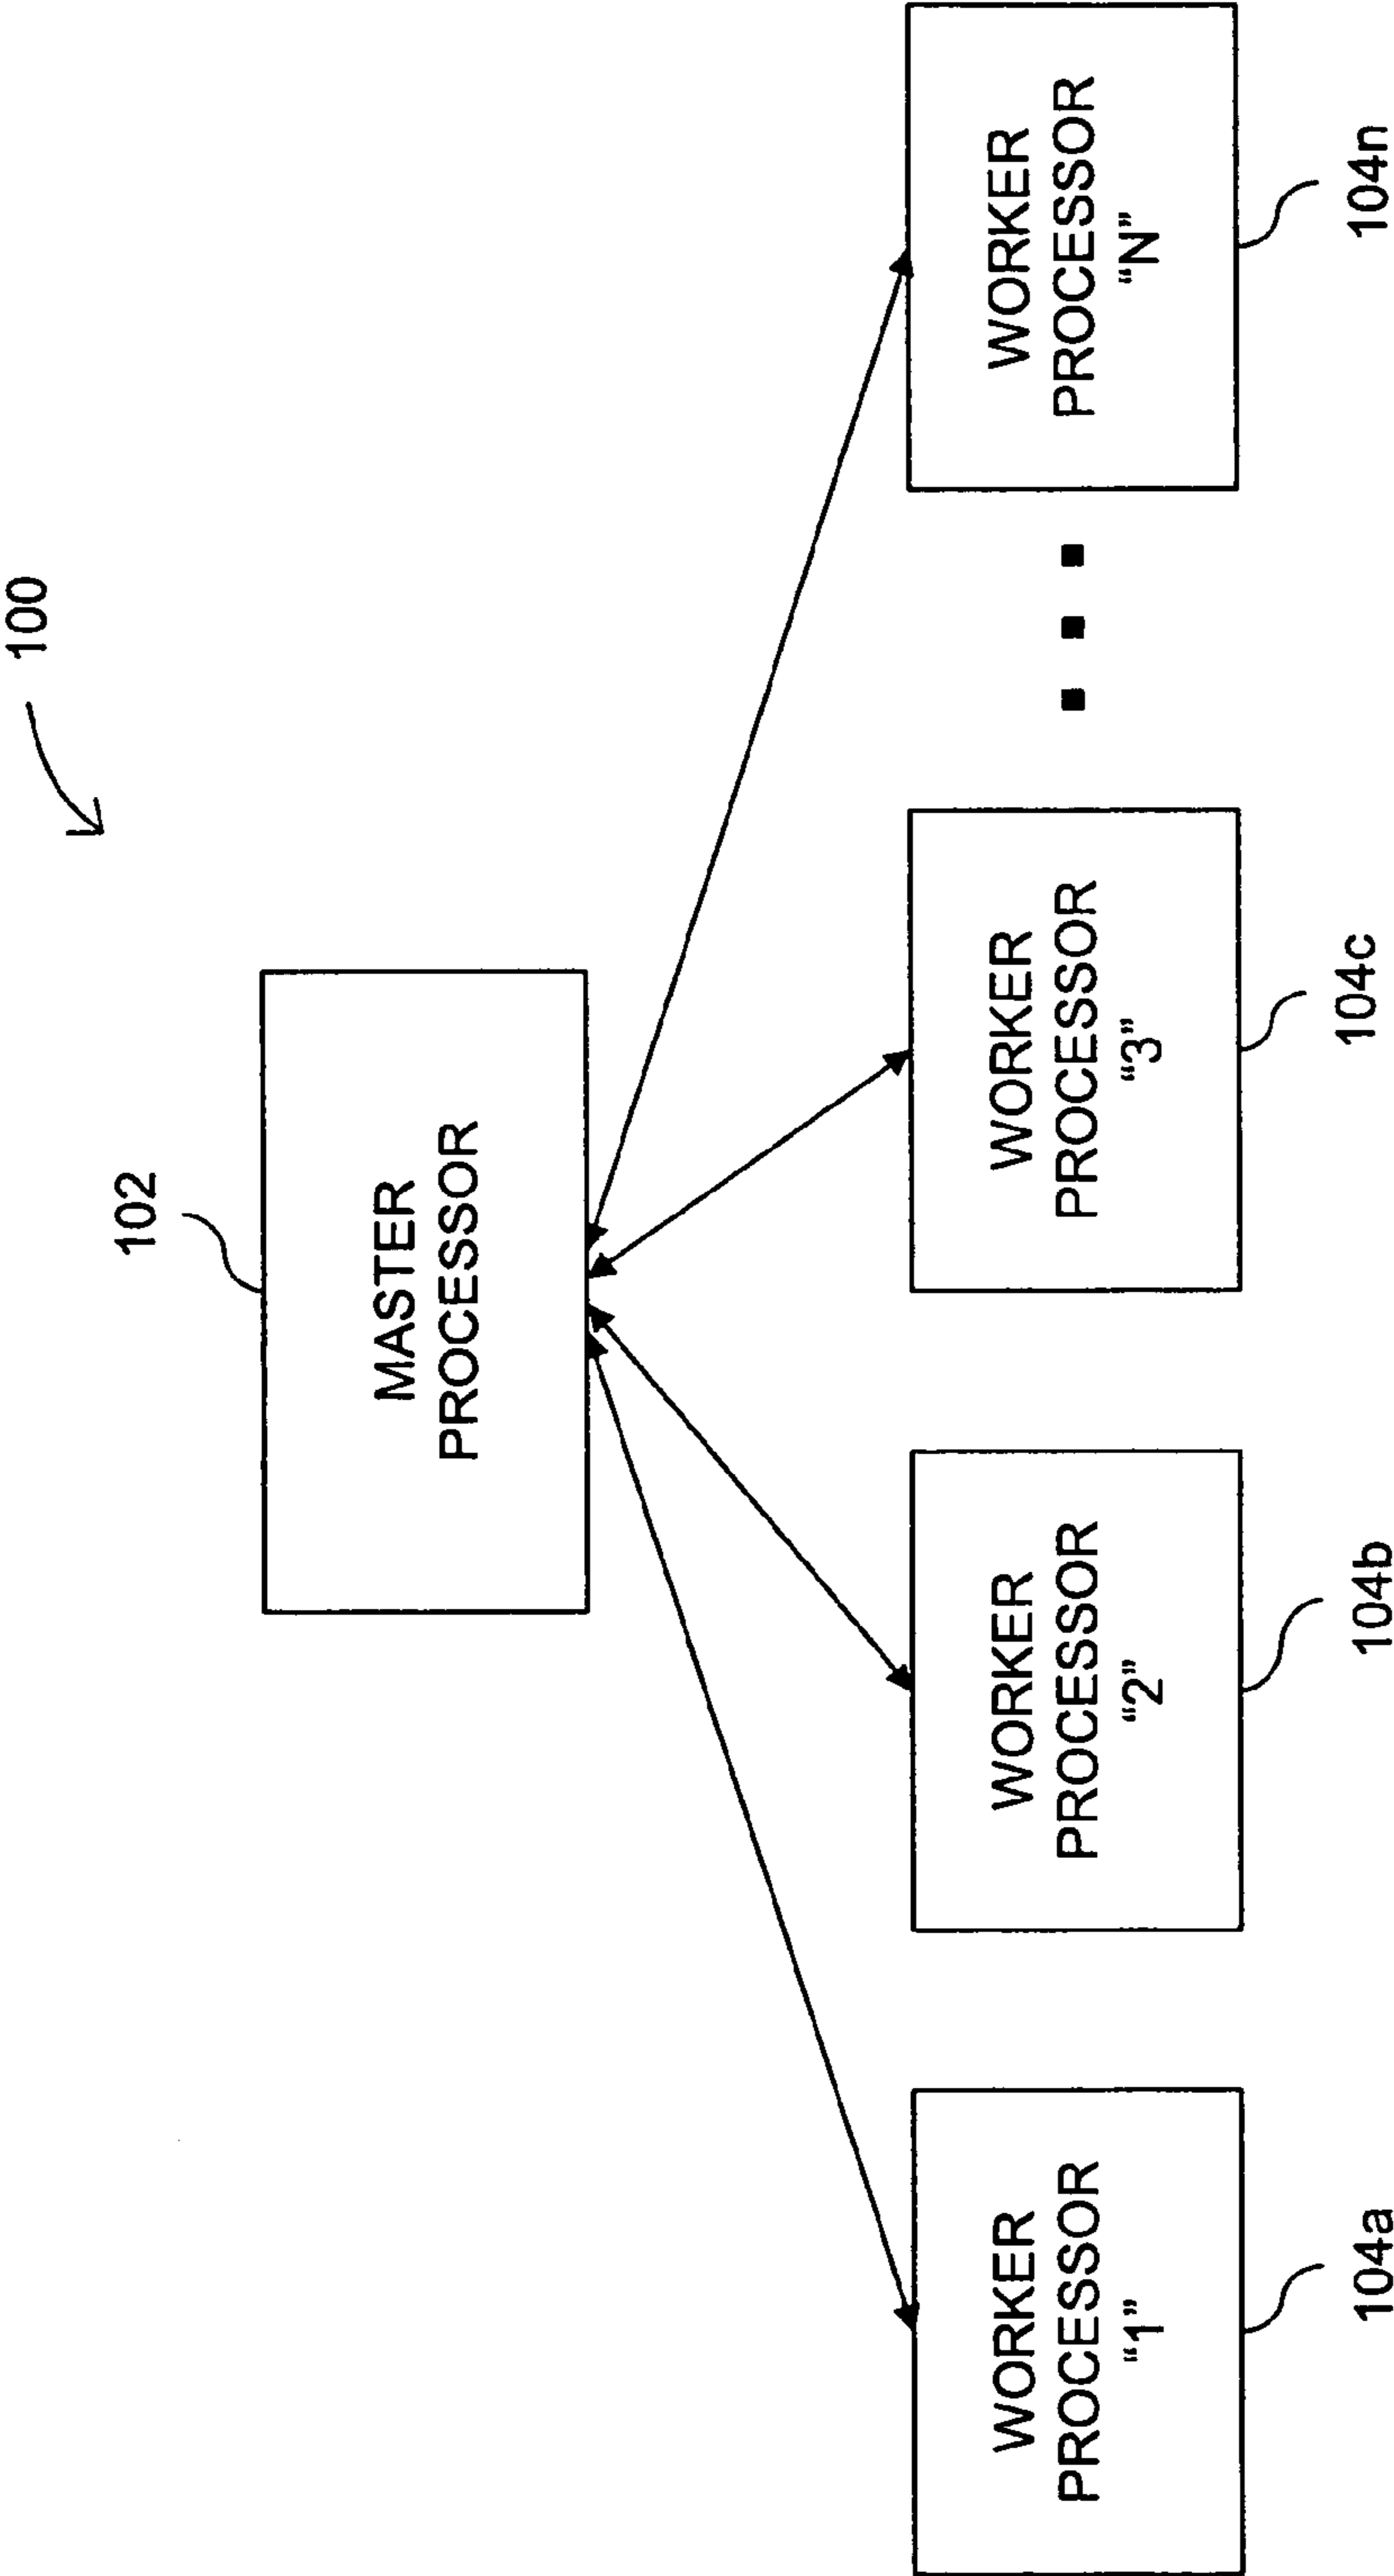 100
102
MASTER
PROCESSOR
WORKER
PROCESSOR
“1”
104a
WORKER
PROCESSOR
“2”
104b
WORKER
PROCESSOR
“3”
104c
WORKER
PROCESSOR
“N”
104n